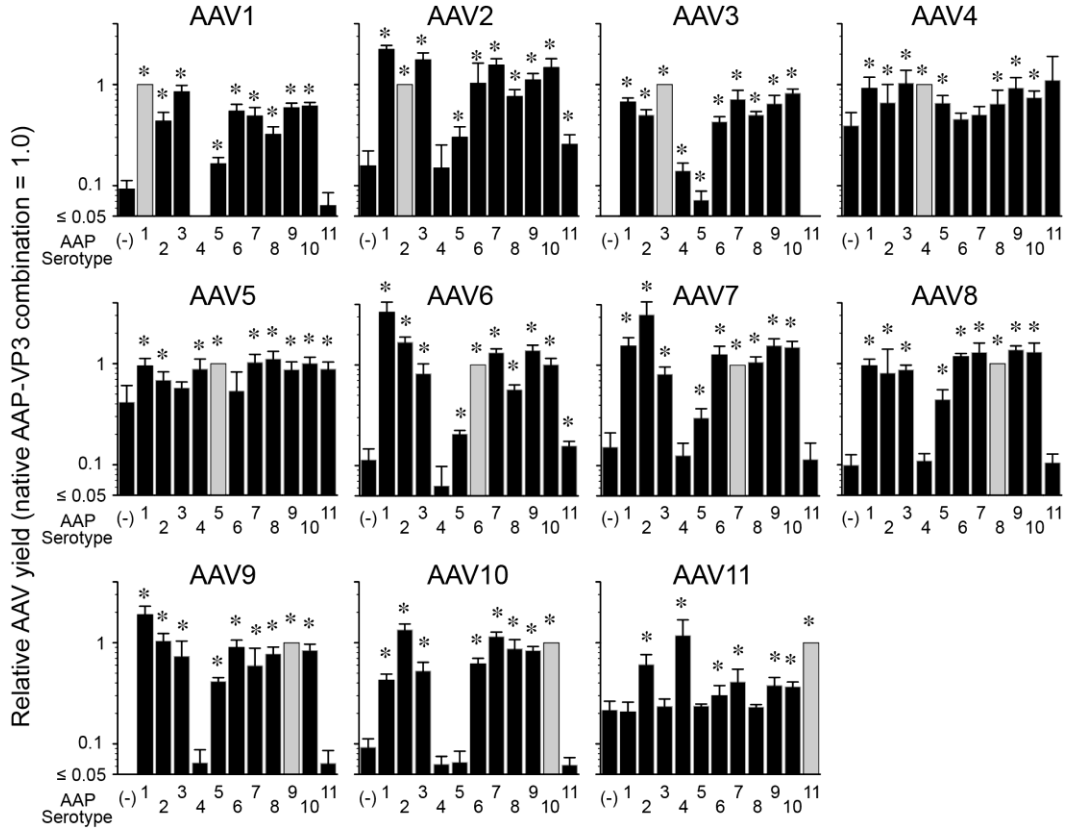 Relative AAV yield (native AAP-VP3 combination = 1.0)
AAV1 AAV2 AAV3 AAV4
1
0.1
≤ 0.05
AAP (-) 1 2 3 4 5 6 7 8 9 10 11 (-) 1 2 3 4 5 6 7 8 9 10 11 (-) 1 2 3 4 5 6 7 8 9 10 11 (-) 1 2 3 4 5 6 7 8 9 10 11
Serotype
AAV5 AAV6 AAV7 AAV8
1
0.1
≤ 0.05
AAP (-) 1 2 3 4 5 6 7 8 9 10 11 (-) 1 2 3 4 5 6 7 8 9 10 11 (-) 1 2 3 4 5 6 7 8 9 10 11 (-) 1 2 3 4 5 6 7 8 9 10 11
Serotype
AAV9 AAV10 AAV11
1
0.1
≤ 0.05
AAP (-) 1 2 3 4 5 6 7 8 9 10 11 (-) 1 2 3 4 5 6 7 8 9 10 11 (-) 1 2 3 4 5 6 7 8 9 10 11
Serotype